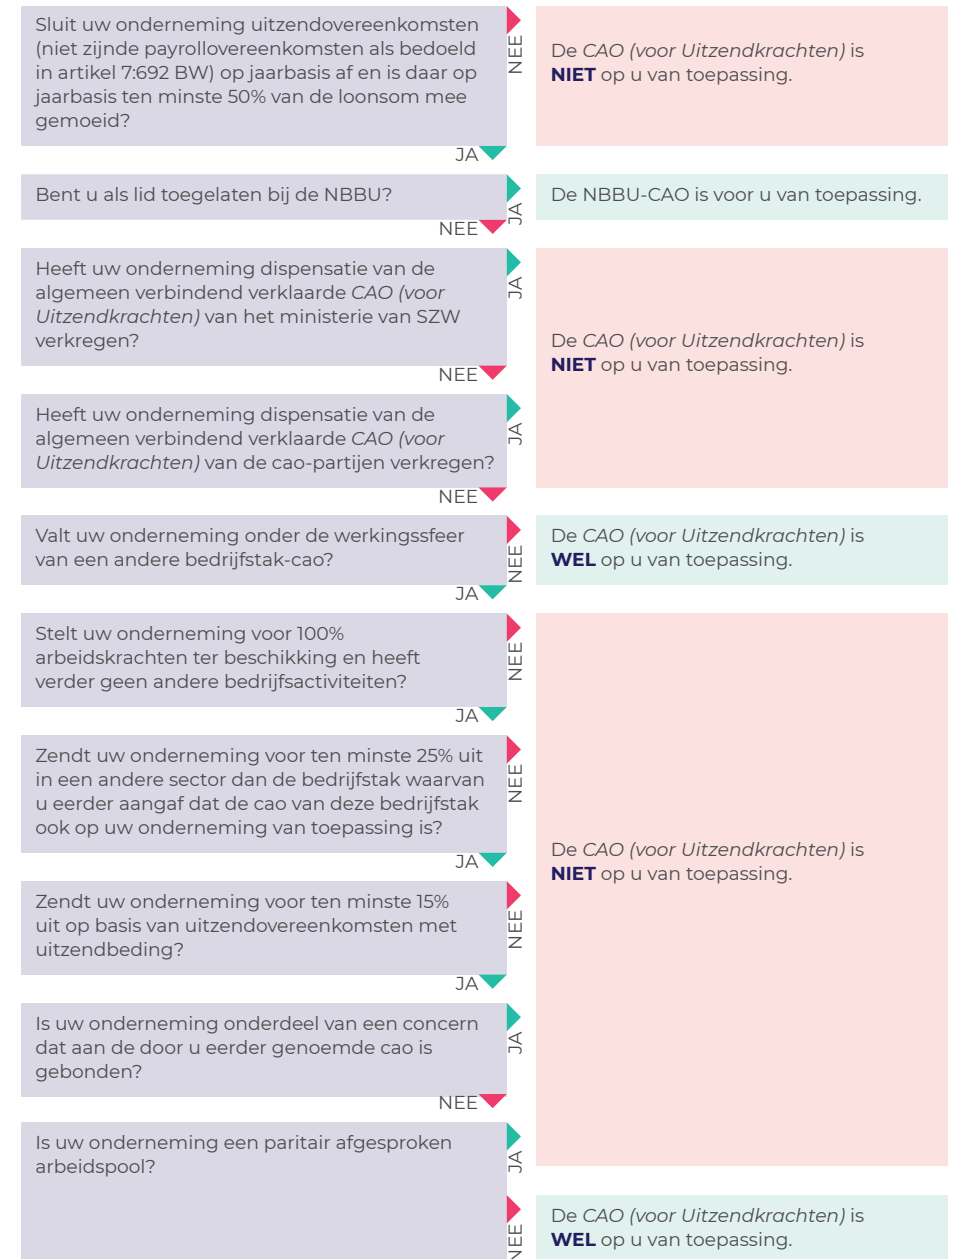 Sluit uw onderneming uitzendovereenkomsten
(niet zijnde payrollovereenkomsten als bedoeld
in artikel 7:692 BW) op jaarbasis af en is daar op
jaarbasis ten minste 50% van de loonsom mee
gemoeid?
NEE
De CAO (voor Uitzendkrachten) is
NIET op u van toepassing.
JA
Bent u als lid toegelaten bij de NBBU?
JA
De NBBU-CAO is voor u van toepassing.
NEE
Heeft uw onderneming dispensatie van de
algemeen verbindend verklaarde CAO (voor
Uitzendkrachten) van het ministerie van SZW
verkregen?
JA
De CAO (voor Uitzendkrachten) is
NIET op u van toepassing.
NEE
Heeft uw onderneming dispensatie van de
algemeen verbindend verklaarde CAO (voor
Uitzendkrachten) van de cao-partijen verkregen?
JA
NEE
Valt uw onderneming onder de werkingssfeer
van een andere bedrijfstak-cao?
NEE
De CAO (voor Uitzendkrachten) is
WEL op u van toepassing.
JA
Stelt uw onderneming voor 100%
arbeidskrachten ter beschikking en heeft
verder geen andere bedrijfsactiviteiten?
NEE
JA
Zendt uw onderneming voor ten minste 25% uit
in een andere sector dan de bedrijfstak waarvan
u eerder aangaf dat de cao van deze bedrijfstak
ook op uw onderneming van toepassing is?
NEE
De CAO (voor Uitzendkrachten) is
NIET op u van toepassing.
JA
Zendt uw onderneming voor ten minste 15%
uit op basis van uitzendovereenkomsten met
uitzendbeding?
NEE
JA
Is uw onderneming onderdeel van een concern
dat aan de door u eerder genoemde cao is
gebonden?
JA
NEE
Is uw onderneming een paritair afgesproken
arbeidspool?
JA
NEE
De CAO (voor Uitzendkrachten) is
WEL op u van toepassing.